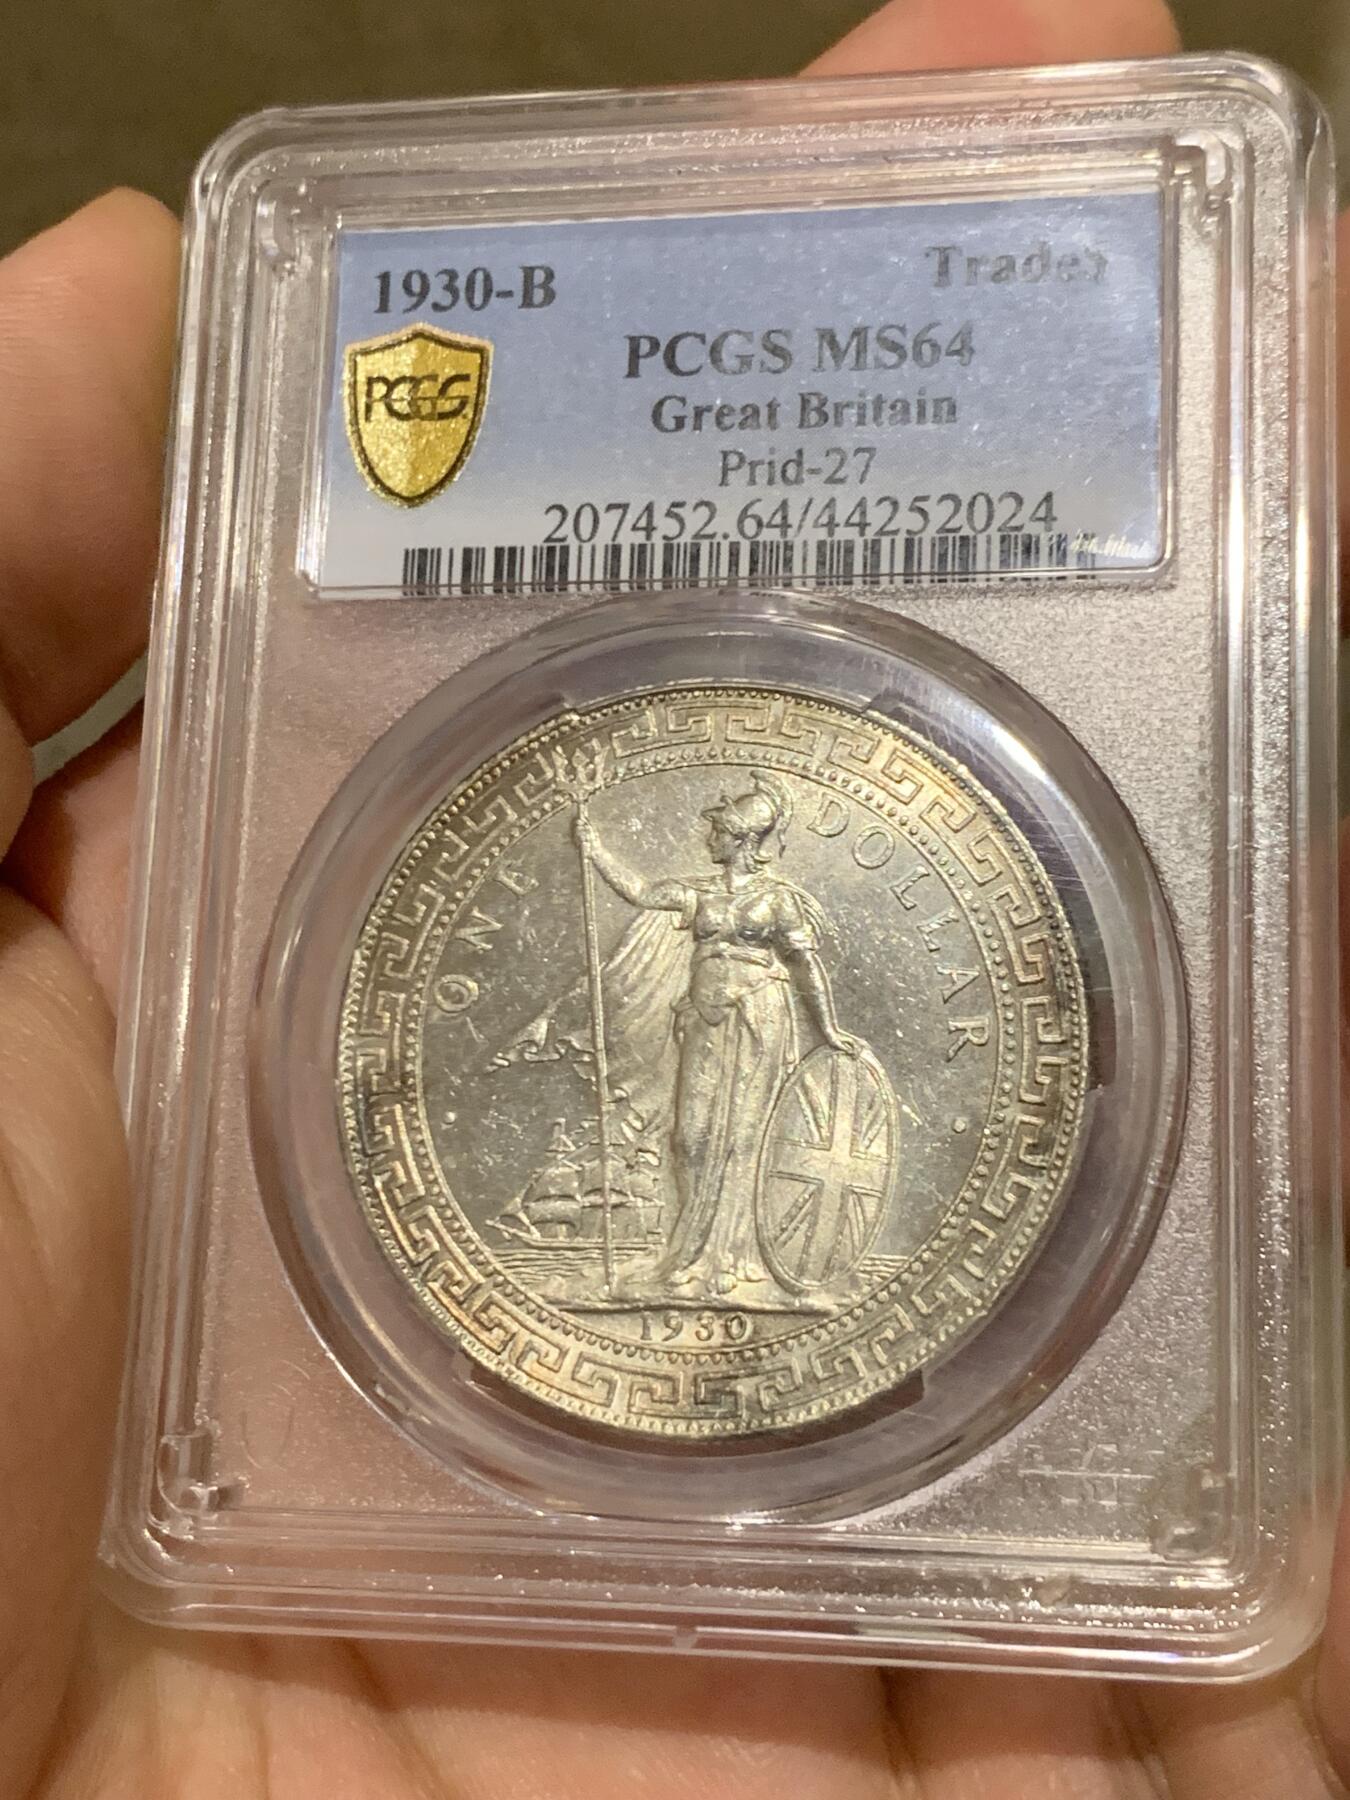 1930-B Trade$
PCGS MS64
PCGS
Great Britain
Prid-27
207452.64/44252024
ONE DOLLAR
1930